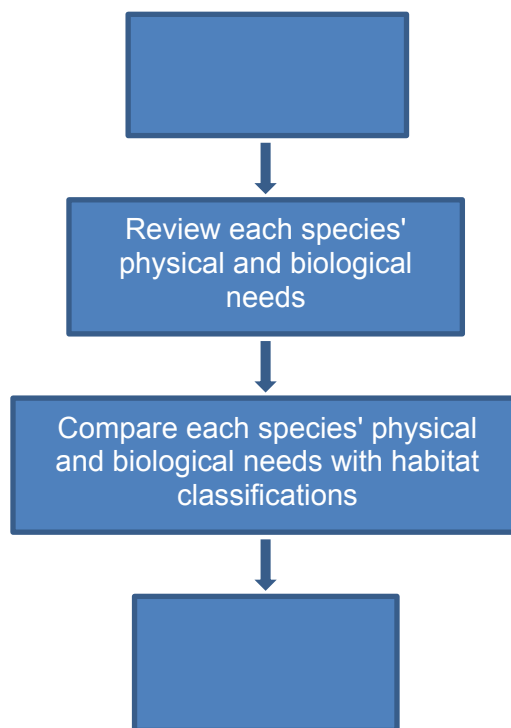 Review each species'
physical and biological
needs
Compare each species' physical
and biological needs with habitat
classifications